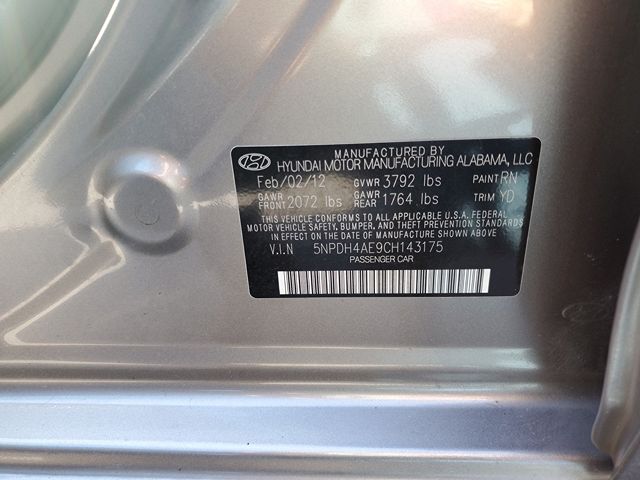 MANUFACTURED BY
HYUNDAI MOTOR MANUFACTURING ALABAMA, LLC
Feb/02/12 GVWR 3792 lbs PAINT RN
GAWR FRONT 2072 lbs GAWR REAR 1764 lbs TRIM YD
THIS VEHICLE CONFORMS TO ALL APPLICABLE U.S.A. FEDERAL
MOTOR VEHICLE SAFETY, BUMPER, AND THEFT PREVENTION STANDARDS
IN EFFECT ON THE DATE OF MANUFACTURE SHOWN ABOVE.
V.I.N 5NPDH4AE9CH143175
PASSENGER CAR